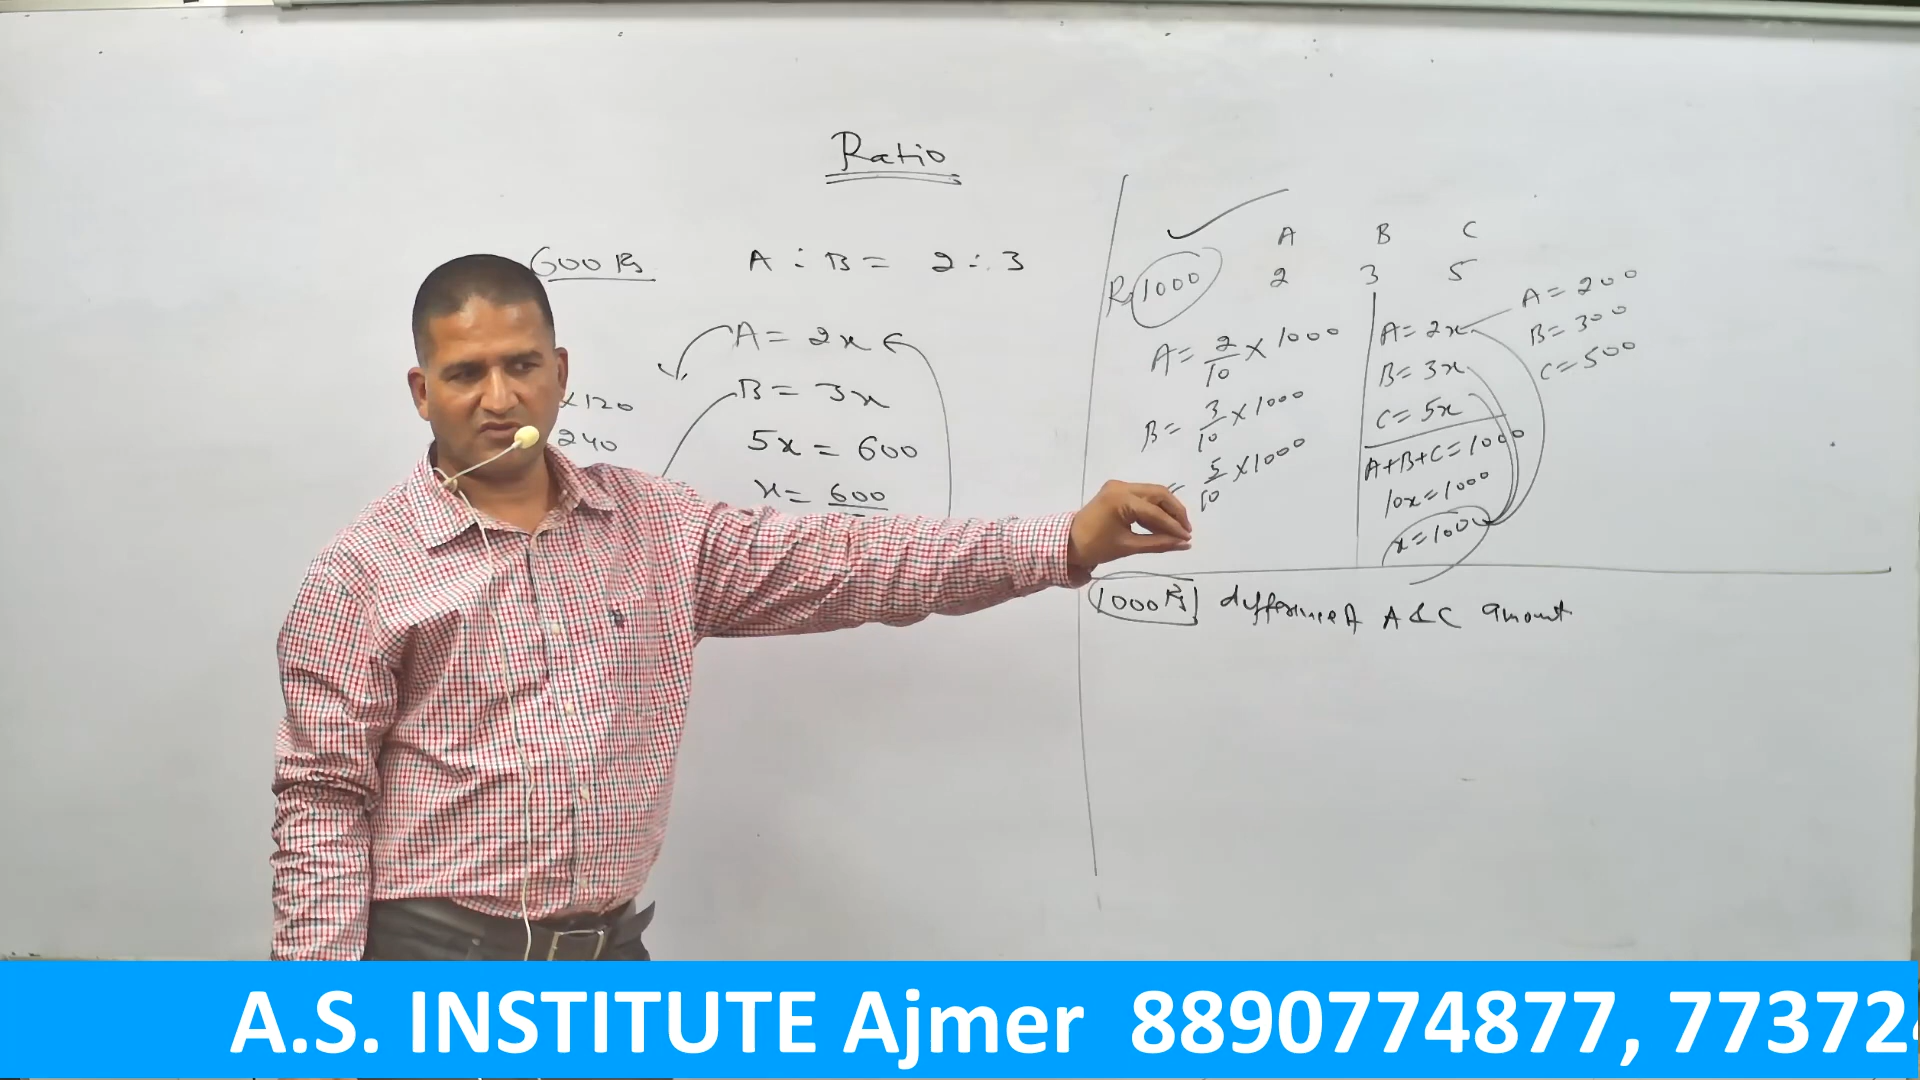 Ratio
600 Rs A : B = 2 : 3
A = 2x
B = 3x
x120
240
5x = 600
x = 600
A B C
Rs 1000 2 3 5
A = 2/10 x 1000
B = 3/10 x 1000
= 5/10 x 1000
A = 2x
B = 3x
C = 5x
A+B+C = 1000
10x = 1000
x = 100
A = 200
B = 300
C = 500
1000 Rs difference of A & C amount
A.S. INSTITUTE Ajmer 8890774877, 77372